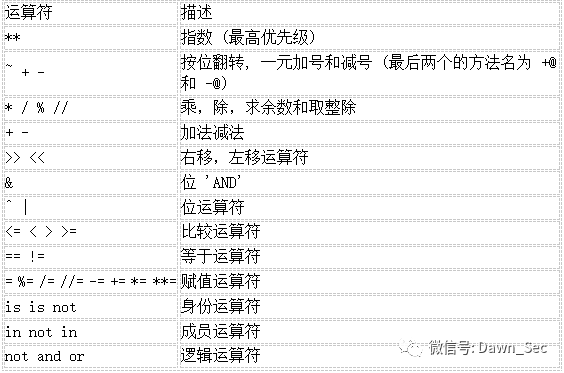 运算符 描述
** 指数 (最高优先级)
~ + - 按位翻转, 一元加号和减号 (最后两个的方法名为 +@
和 -@)
* / % // 乘, 除, 求余数和取整除
+ - 加法减法
>> << 右移, 左移运算符
& 位 'AND'
^ | 位运算符
<= < > >= 比较运算符
== != 等于运算符
= %= /= //= -= += *= **= 赋值运算符
is is not 身份运算符
in not in 成员运算符
not and or 逻辑运算符
微信号: Dawn_Sec